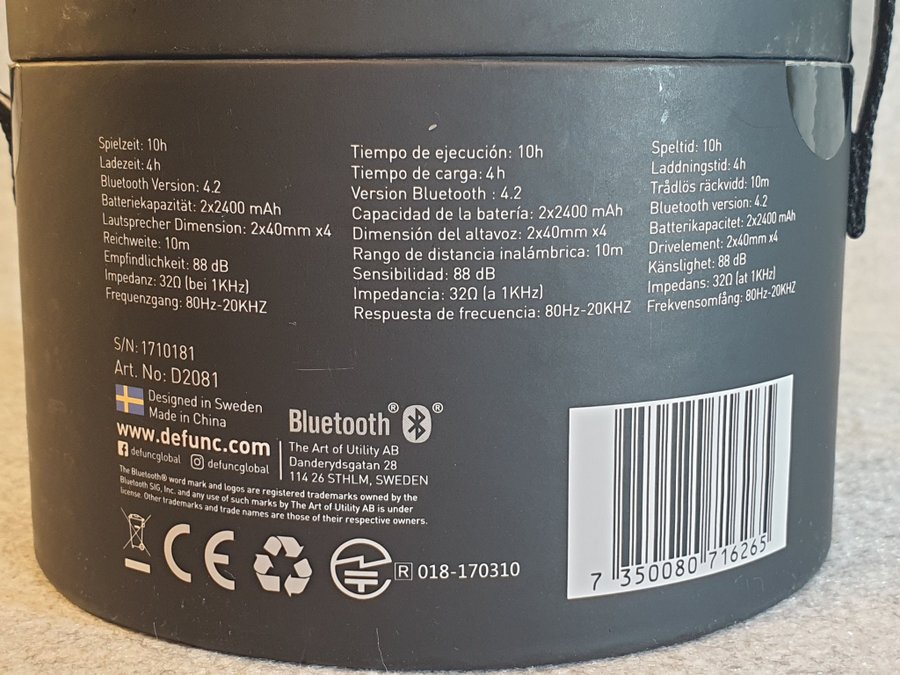 Spielzeit: 10h
Ladezeit: 4h
Bluetooth Version: 4.2
Batteriekapazität: 2x2400 mAh
Lautsprecher Dimension: 2x40mm x4
Reichweite: 10m
Empfindlichkeit: 88 dB
Impedanz: 32Ω (bei 1KHz)
Frequenzgang: 80Hz-20KHZ
Tiempo de ejecución: 10h
Tiempo de carga: 4h
Version Bluetooth : 4.2
Capacidad de la batería: 2x2400 mAh
Dimensión del altavoz: 2x40mm x4
Rango de distancia inalámbrica: 10m
Sensibilidad: 88 dB
Impedancia: 32Ω (a 1KHz)
Respuesta de frecuencia: 80Hz-20KHZ
Speltid: 10h
Laddningstid: 4h
Trådlös räckvidd: 10m
Bluetooth version: 4.2
Batterikapacitet: 2x2400 mAh
Drivelement: 2x40mm x4
Känslighet: 88 dB
Impedans: 32Ω (at 1KHz)
Frekvensomfång: 80Hz-20KHZ
S/N: 1710181
Art. No: D2081
Designed in Sweden
Made in China
www.defunc.com
defuncglobal defuncglobal
Bluetooth® ®
The Art of Utility AB
Danderydsgatan 28
114 26 STHLM, SWEDEN
The Bluetooth® word mark and logos are registered trademarks owned by the
Bluetooth SIG, Inc. and any use of such marks by The Art of Utility AB is under
license. Other trademarks and trade names are those of their respective owners.
CE
R 018-170310
7 350080 716265